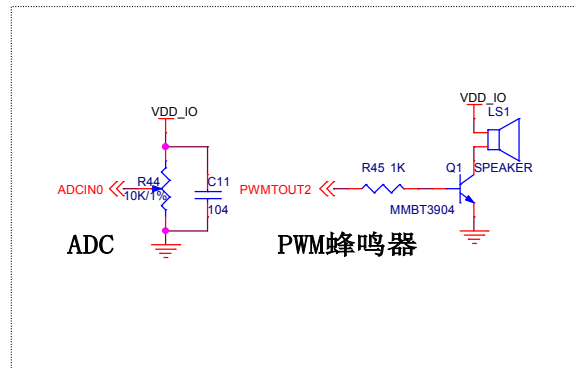 VDD_IO
R44
ADCIN0
10K/1%
C11
104
ADC
VDD_IO
LS1
R45 1K
Q1
SPEAKER
PWMTOUT2
MMBT3904
PWM蜂鸣器